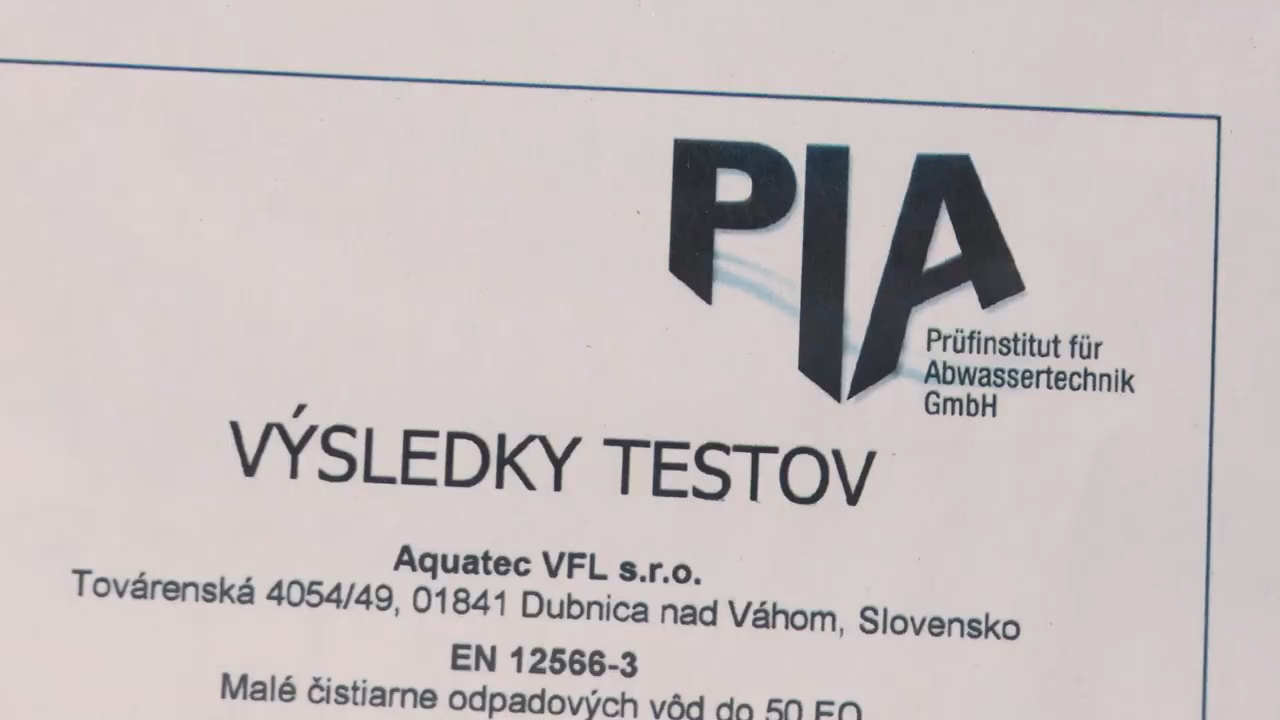 PIA
Prüfinstitut für
Abwassertechnik
GmbH
VÝSLEDKY TESTOV
Aquatec VFL s.r.o.
Továrenská 4054/49, 01841 Dubnica nad Váhom, Slovensko
EN 12566-3
Malé čistiarne odpadových vôd do 50 EO